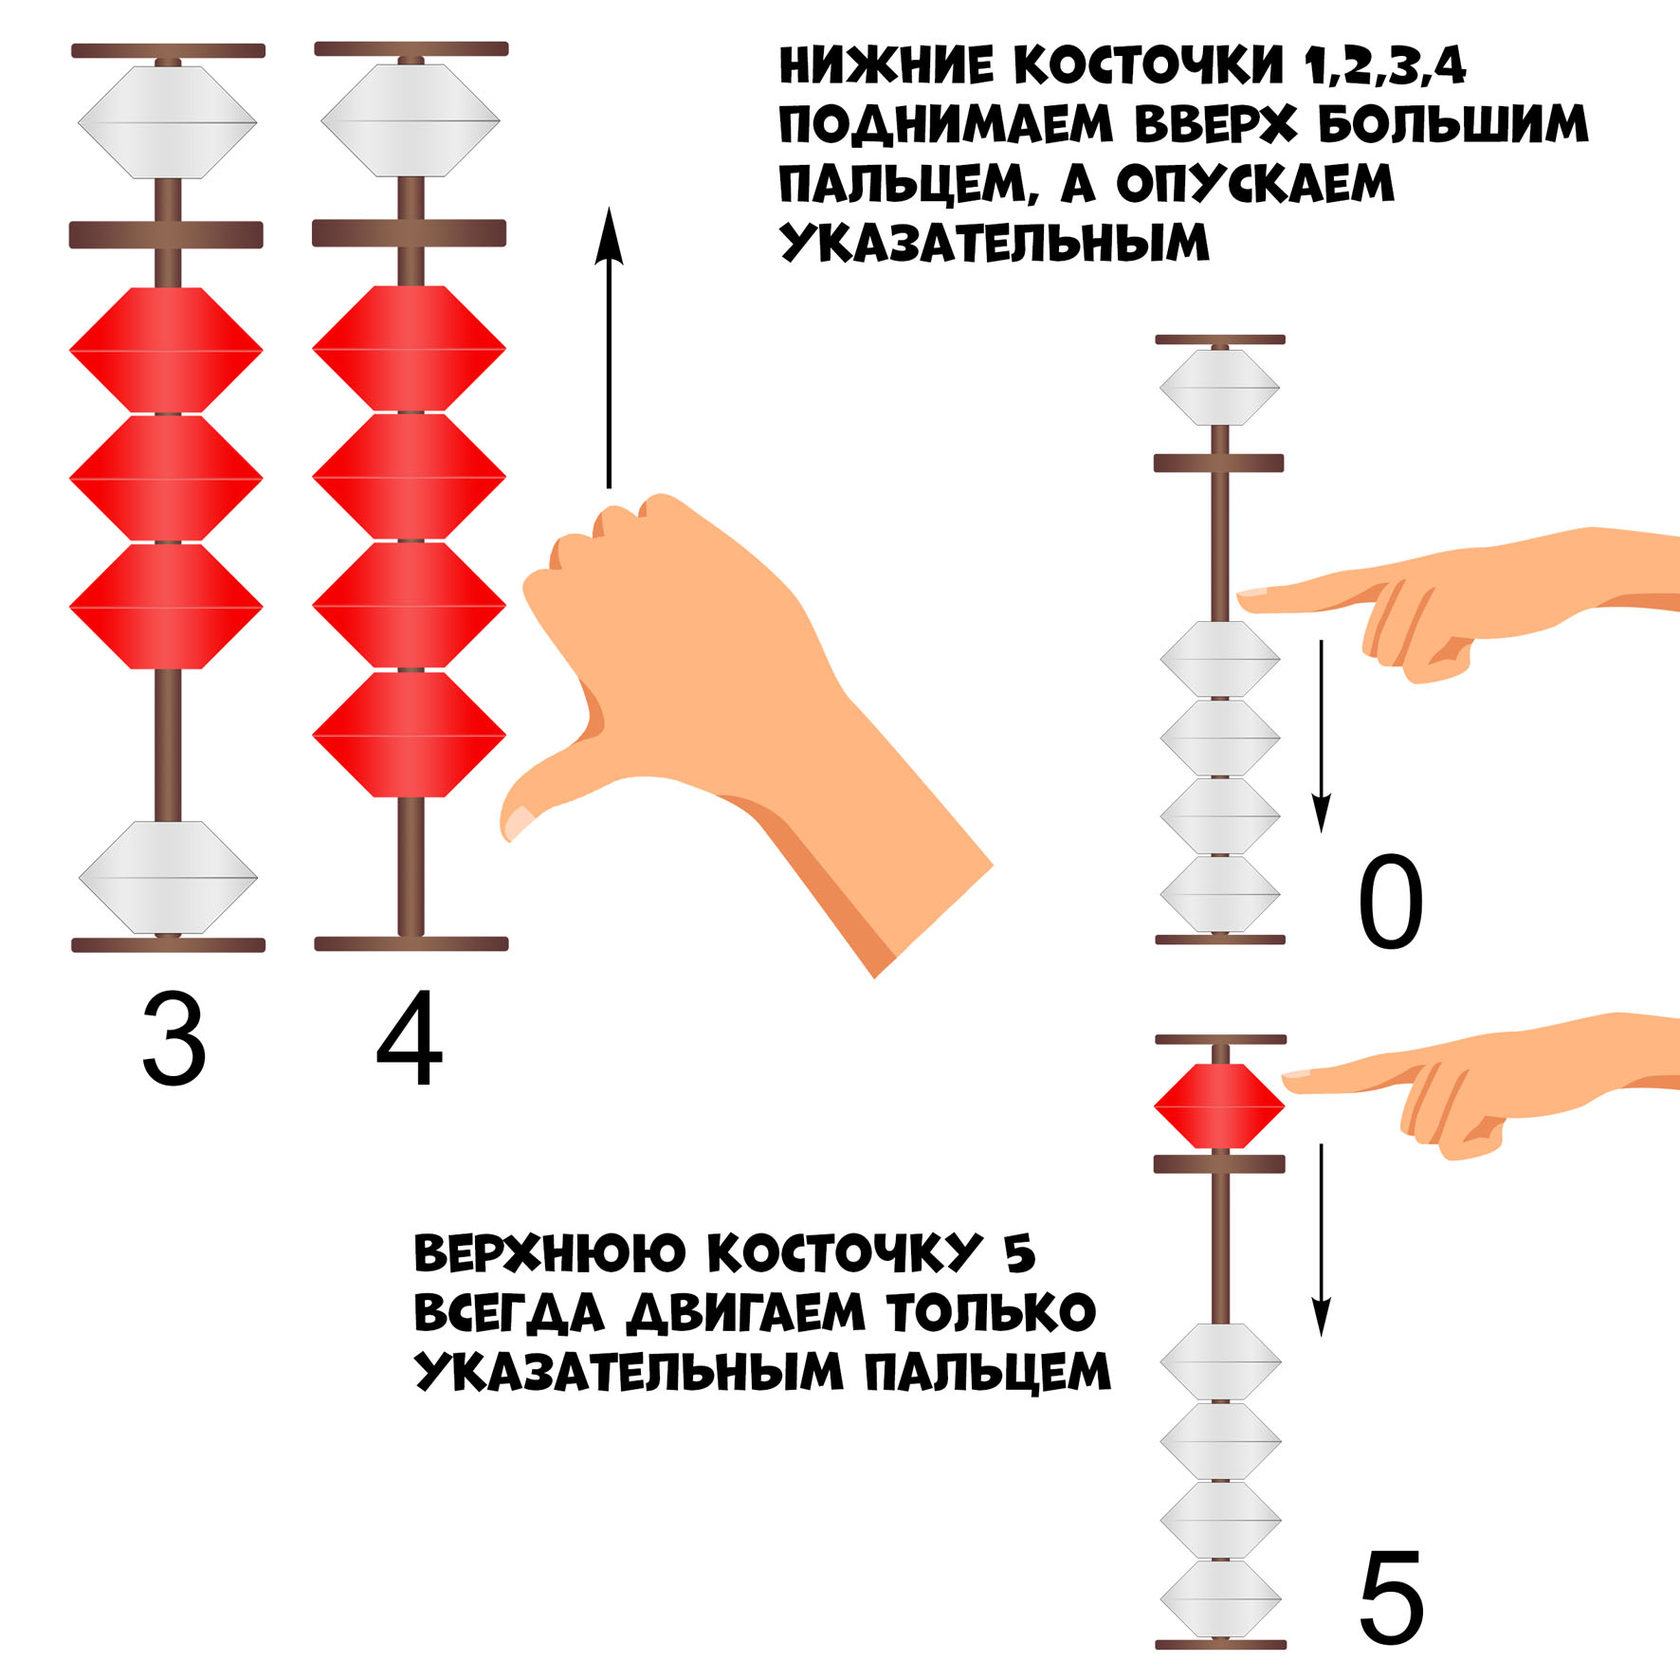 НИЖНИЕ КОСТОЧКИ 1,2,3,4
ПОДНИМАЕМ ВВЕРХ БОЛЬШИМ
ПАЛЬЦЕМ, А ОПУСКАЕМ
УКАЗАТЕЛЬНЫМ
0
3
4
ВЕРХНЮЮ КОСТОЧКУ 5
ВСЕГДА ДВИГАЕМ ТОЛЬКО
УКАЗАТЕЛЬНЫМ ПАЛЬЦЕМ
5